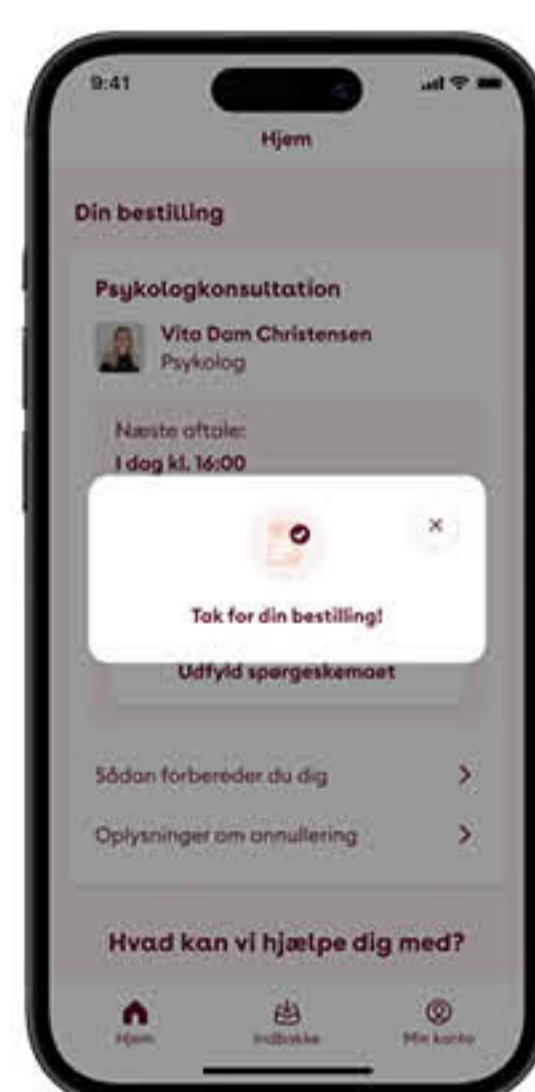 9:41
Hjem
Din bestilling
Psykologkonsultation
Vita Dam Christensen
Psykolog
Næste aftale:
I dag kl. 16:00
Tak for din bestilling!
Udfyld spørgeskemaet
Sådan forbereder du dig
Oplysninger om annullering
Hvad kan vi hjælpe dig med?
Hjem
Indbakke
Min konto